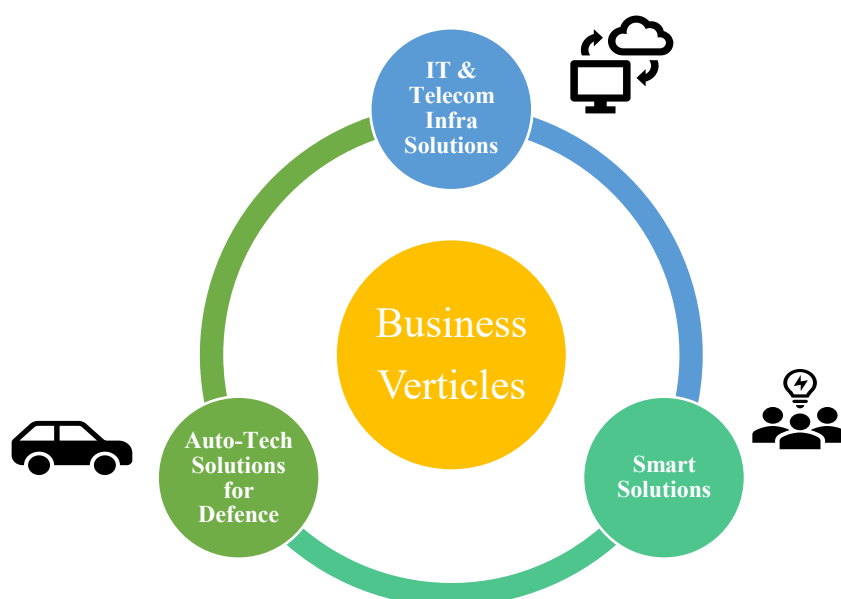 IT &
Telecom
Infra
Solutions
Business
Verticles
Auto-Tech
Solutions
for
Defence
Smart
Solutions